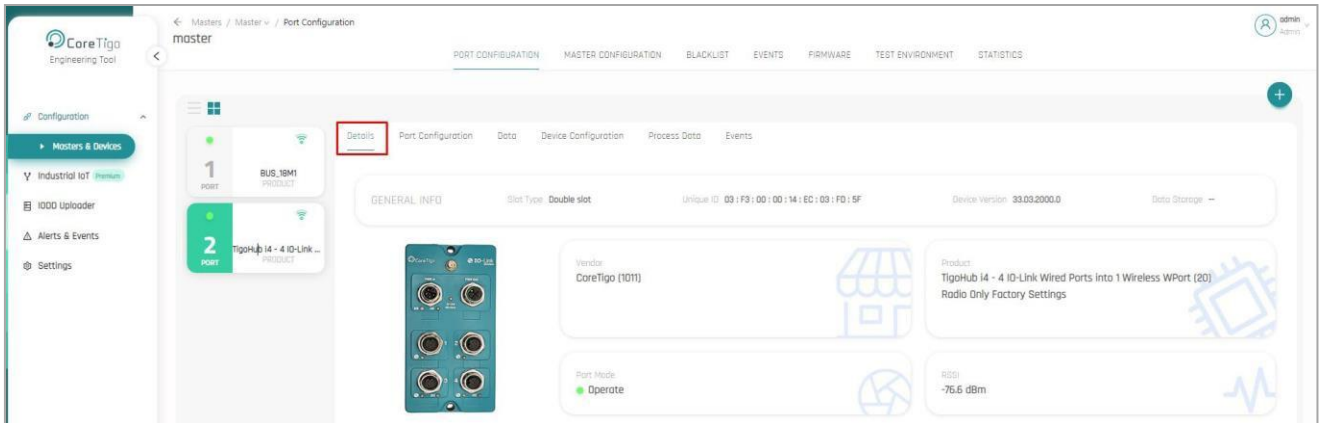 CoreTigo
Engineering Tool
Configuration
Masters & Devices
Industrial IoT Premium
IODD Uploader
Alerts & Events
Settings
Masters / Master / Port Configuration
master
admin
Admin
PORT CONFIGURATION MASTER CONFIGURATION BLACKLIST EVENTS FIRMWARE TEST ENVIRONMENT STATISTICS
+
1
PORT
BUS_18M1
PRODUCT
2
PORT
TigoHub i4 - 4 IO-Link ...
PRODUCT
Details Port Configuration Data Device Configuration Process Data Events
GENERAL INFO Slot Type Double slot Unique ID 03 : F3 : 00 : 00 : 14 : EC : 03 : FD : 5F Device Version 33.03.2000.0 Data Storage —
CoreTigo IO-Link
Vendor
CoreTigo (1011)
Product
TigoHub i4 - 4 IO-Link Wired Ports into 1 Wireless WPort (20)
Radio Only Factory Settings
Port Mode
Operate
RSSI
-76.6 dBm